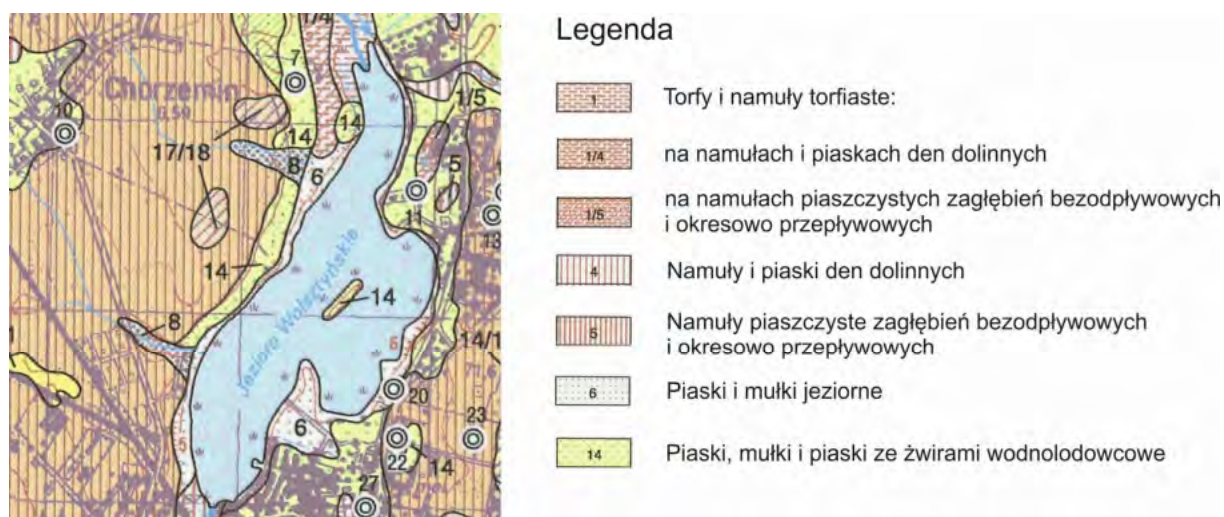 1/4
7
Chorzemin
10
1/5
14
14
17/18
8
6
5
11
13
14
Jezioro Wolsztyńskie
14
8
14/1
20
6
23
22
14
27
Legenda
1 Torfy i namuły torfiaste:
1/4 na namułach i piaskach den dolinnych
1/5 na namułach piaszczystych zagłębień bezodpływowych
i okresowo przepływowych
4 Namuły i piaski den dolinnych
5 Namuły piaszczyste zagłębień bezodpływowych
i okresowo przepływowych
6 Piaski i mułki jeziorne
14 Piaski, mułki i piaski ze żwirami wodnolodowcowe